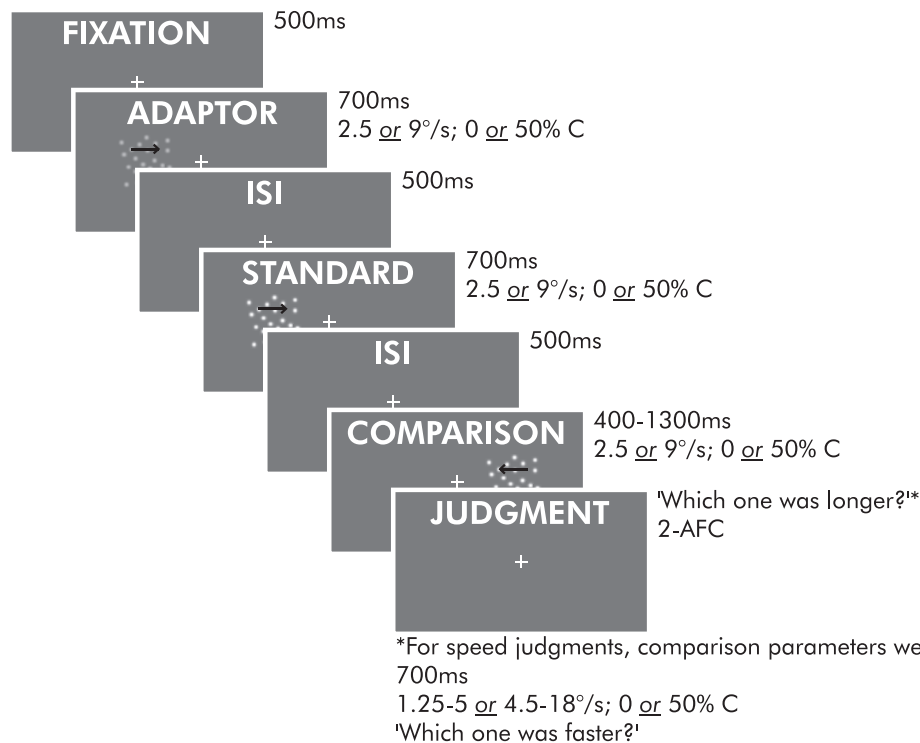 FIXATION
500ms
ADAPTOR
700ms
2.5 or 9°/s; 0 or 50% C
ISI
500ms
STANDARD
700ms
2.5 or 9°/s; 0 or 50% C
ISI
500ms
COMPARISON
400-1300ms
2.5 or 9°/s; 0 or 50% C
JUDGMENT
'Which one was longer?'*
2-AFC
*For speed judgments, comparison parameters
700ms
1.25-5 or 4.5-18°/s; 0 or 50% C
'Which one was faster?'